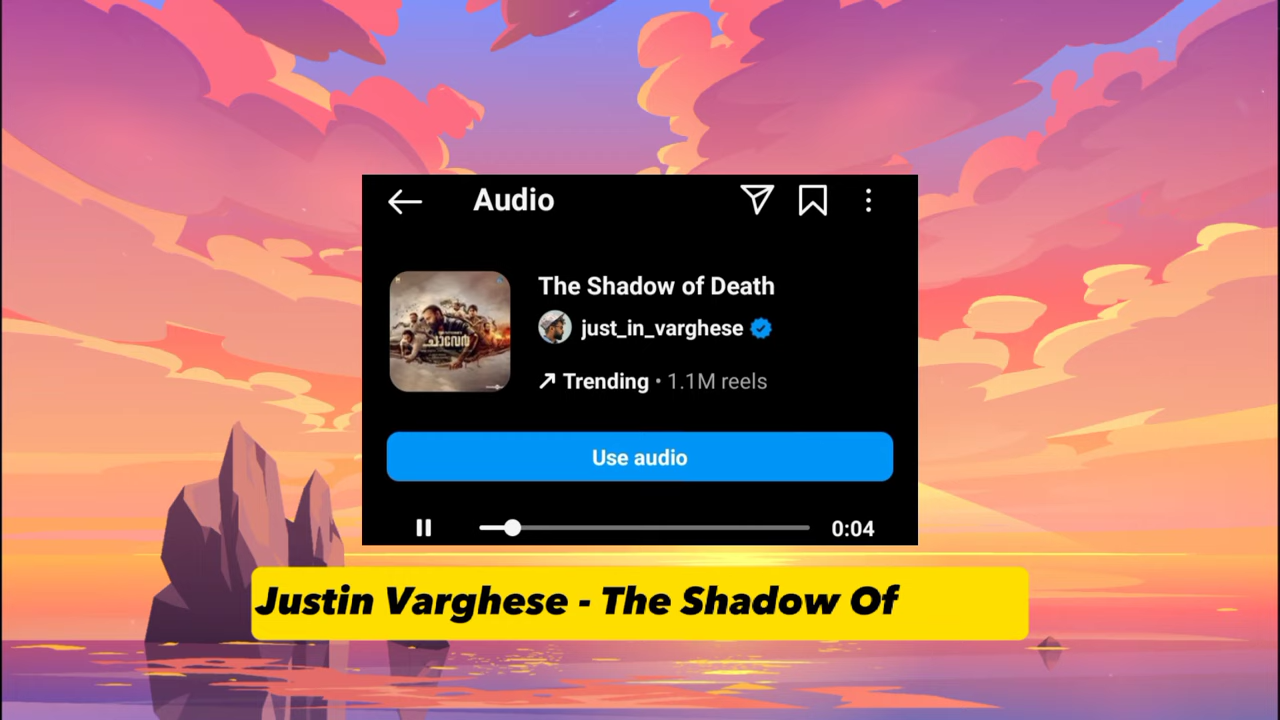 Audio
The Shadow of Death
just_in_varghese
Trending • 1.1M reels
ചാവേർ
Use audio
0:04
Justin Varghese - The Shadow Of